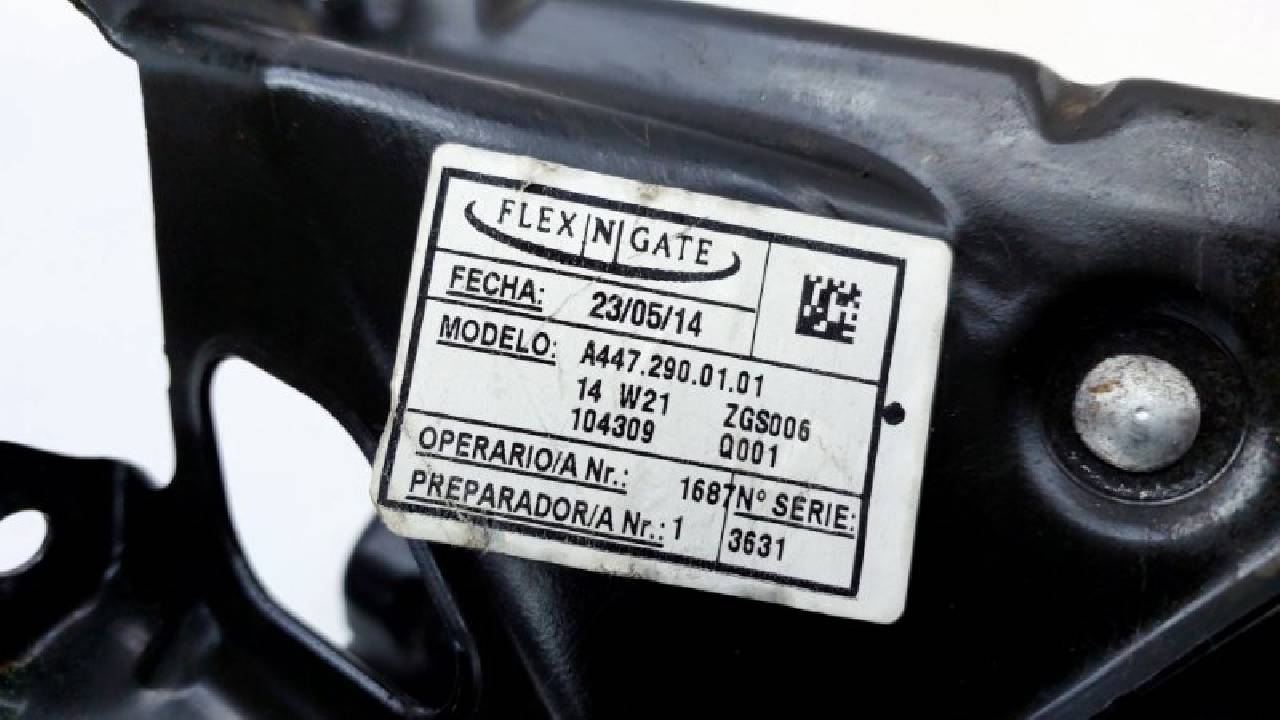 FLEX|N|GATE
FECHA: 23/05/14
MODELO: A447.290.01.01
14 W21 ZGS006
104309 Q001
OPERARIO/A Nr.: 1687
PREPARADOR/A Nr.: 1
Nº SERIE:
3631